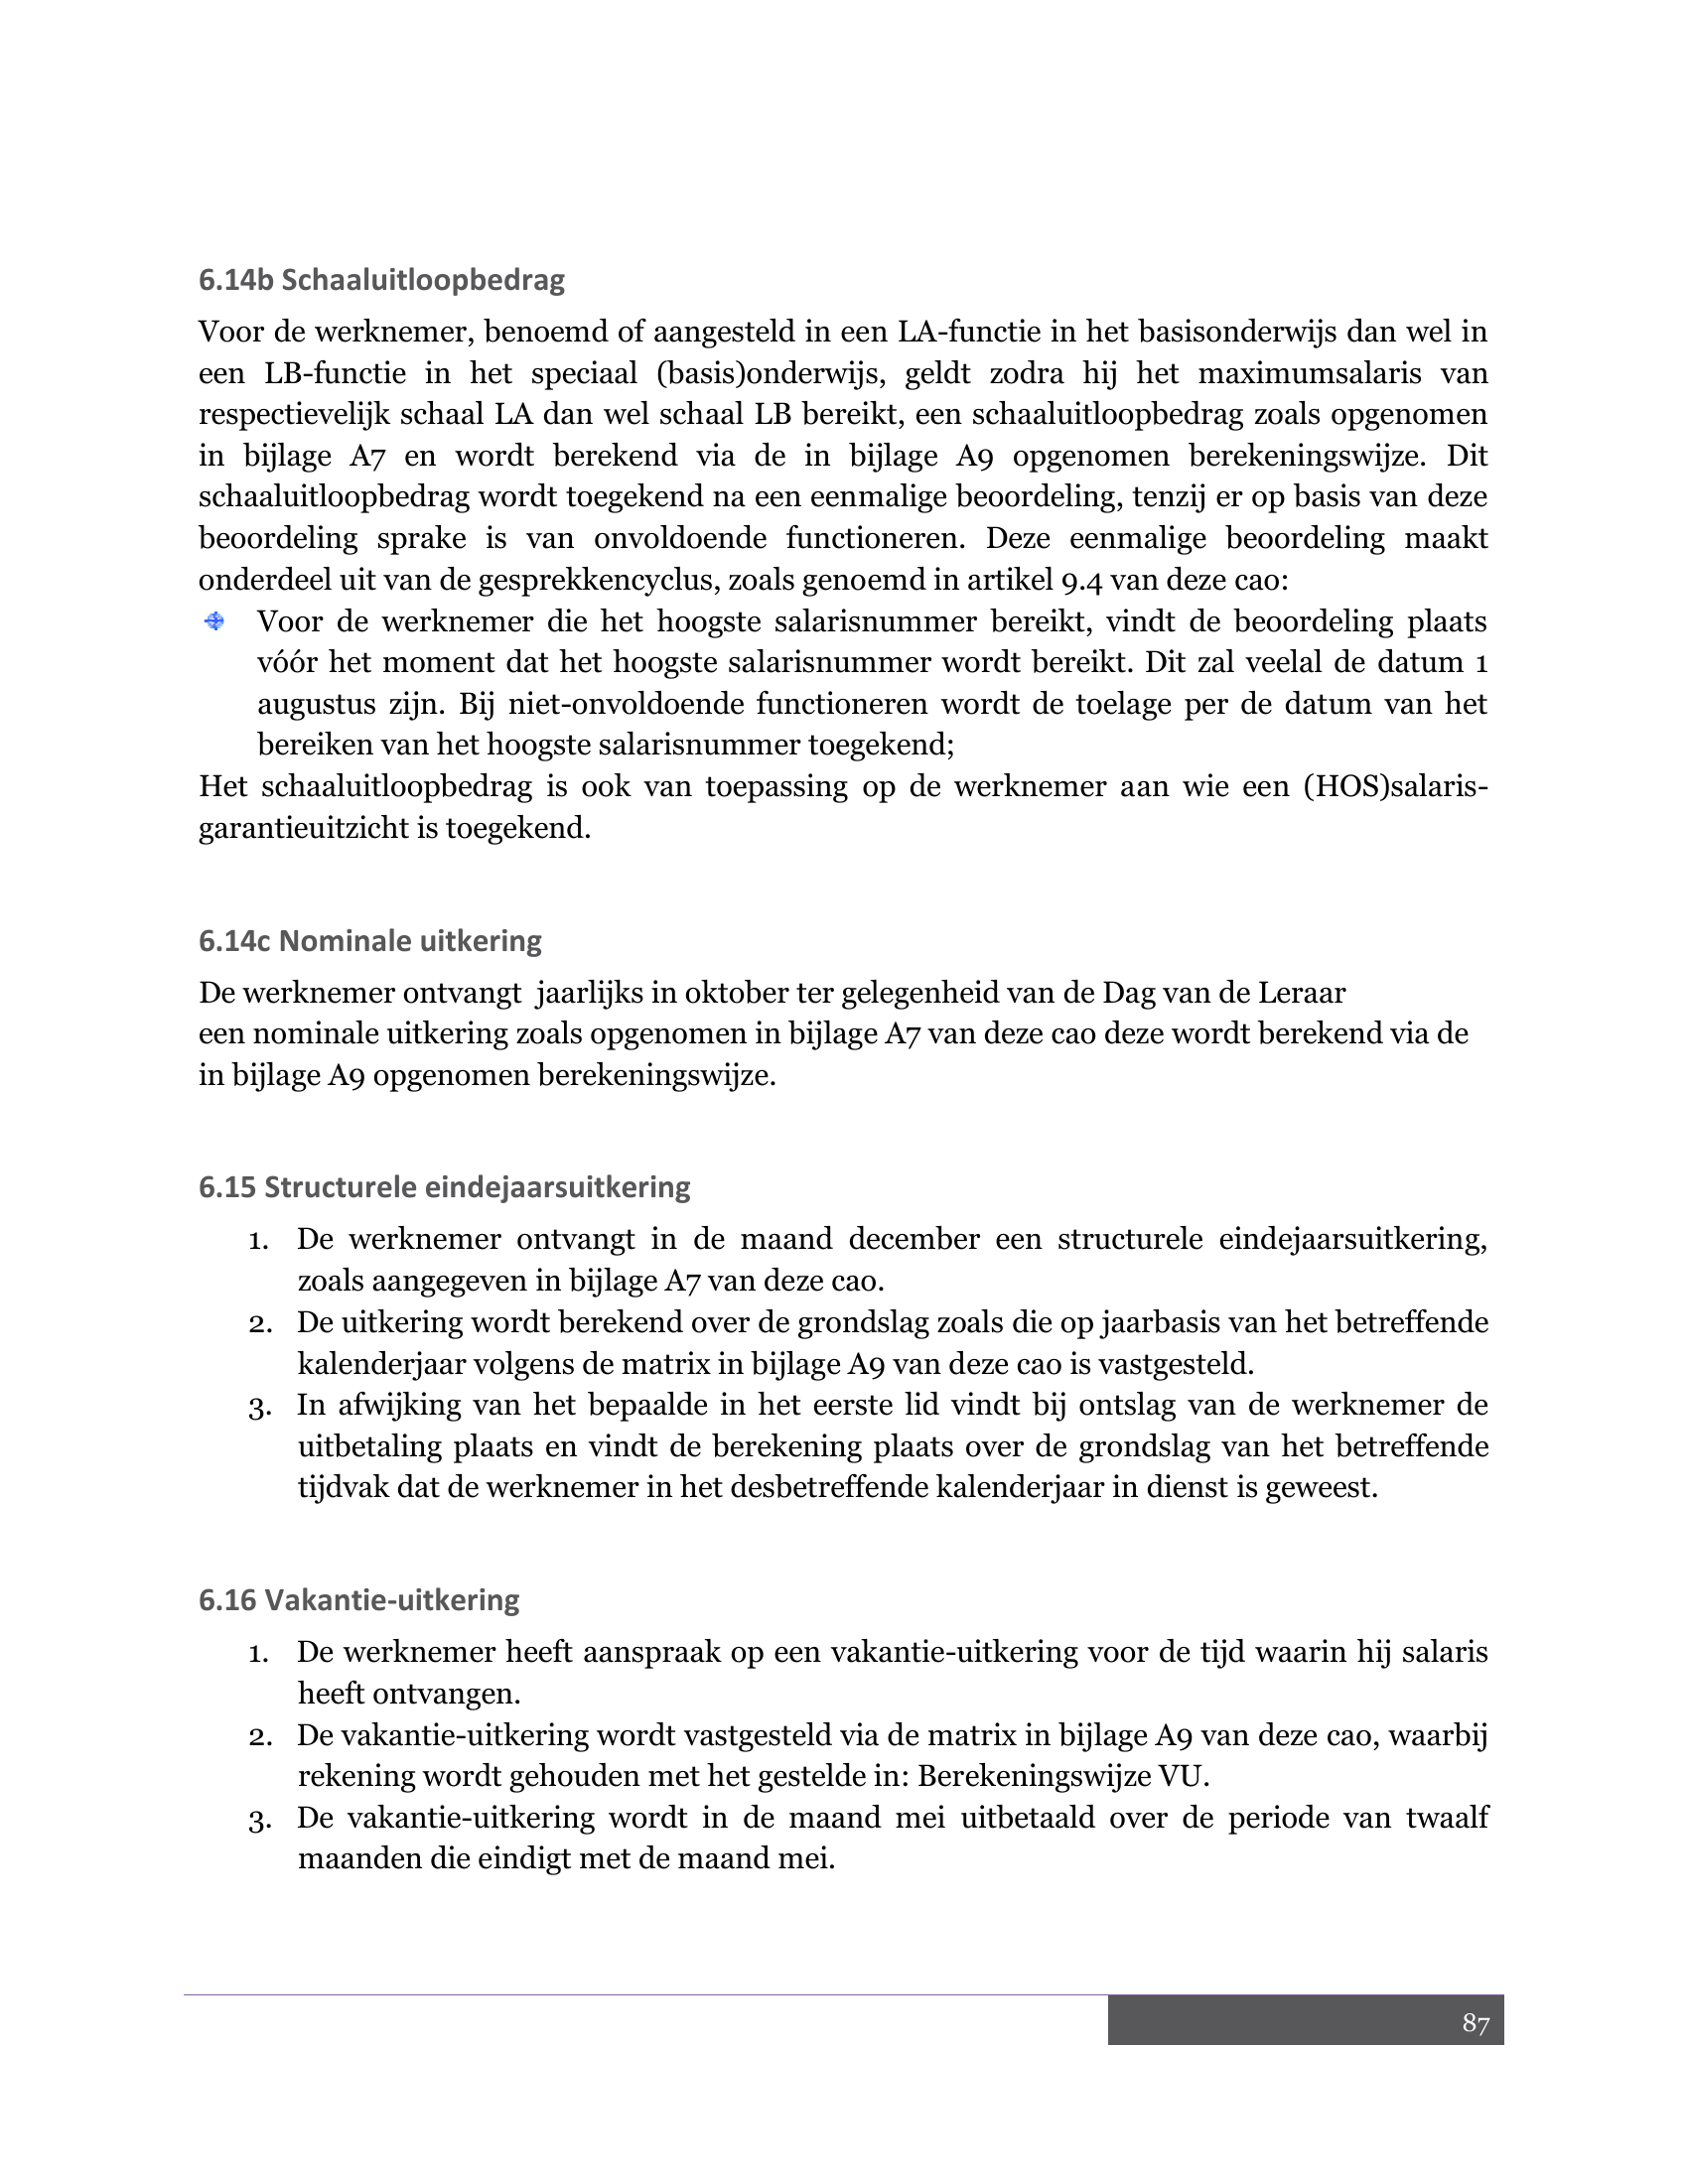 6.14b Schaaluitloopbedrag
Voor de werknemer, benoemd of aangesteld in een LA-functie in het basisonderwijs dan wel in
een LB-functie in het speciaal (basis)onderwijs, geldt zodra hij het maximumsalaris van
respectievelijk schaal LA dan wel schaal LB bereikt, een schaaluitloopbedrag zoals opgenomen
in bijlage A7 en wordt berekend via de in bijlage A9 opgenomen berekeningswijze. Dit
schaaluitloopbedrag wordt toegekend na een eenmalige beoordeling, tenzij er op basis van deze
beoordeling sprake is van onvoldoende functioneren. Deze eenmalige beoordeling maakt
onderdeel uit van de gesprekkencyclus, zoals genoemd in artikel 9.4 van deze cao:
Voor de werknemer die het hoogste salarisnummer bereikt, vindt de beoordeling plaats
vóór het moment dat het hoogste salarisnummer wordt bereikt. Dit zal veelal de datum 1
augustus zijn. Bij niet-onvoldoende functioneren wordt de toelage per de datum van het
bereiken van het hoogste salarisnummer toegekend;
Het schaaluitloopbedrag is ook van toepassing op de werknemer aan wie een (HOS)salaris-
garantieuitzicht is toegekend.
6.14c Nominale uitkering
De werknemer ontvangt  jaarlijks in oktober ter gelegenheid van de Dag van de Leraar
een nominale uitkering zoals opgenomen in bijlage A7 van deze cao deze wordt berekend via de
in bijlage A9 opgenomen berekeningswijze.
6.15 Structurele eindejaarsuitkering
1. De werknemer ontvangt in de maand december een structurele eindejaarsuitkering,
zoals aangegeven in bijlage A7 van deze cao.
2. De uitkering wordt berekend over de grondslag zoals die op jaarbasis van het betreffende
kalenderjaar volgens de matrix in bijlage A9 van deze cao is vastgesteld.
3. In afwijking van het bepaalde in het eerste lid vindt bij ontslag van de werknemer de
uitbetaling plaats en vindt de berekening plaats over de grondslag van het betreffende
tijdvak dat de werknemer in het desbetreffende kalenderjaar in dienst is geweest.
6.16 Vakantie-uitkering
1. De werknemer heeft aanspraak op een vakantie-uitkering voor de tijd waarin hij salaris
heeft ontvangen.
2. De vakantie-uitkering wordt vastgesteld via de matrix in bijlage A9 van deze cao, waarbij
rekening wordt gehouden met het gestelde in: Berekeningswijze VU.
3. De vakantie-uitkering wordt in de maand mei uitbetaald over de periode van twaalf
maanden die eindigt met de maand mei.
87